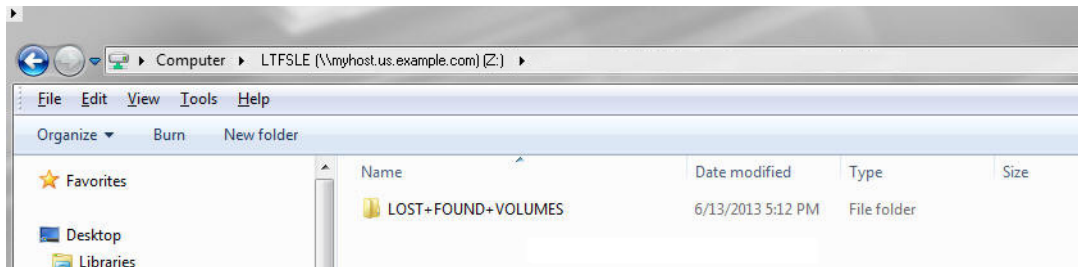 Computer LTFSLE (\\myhost.us.example.com) (Z:)
File Edit View Tools Help
Organize Burn New folder
Favorites
Desktop
Libraries
Name Date modified Type Size
LOST+FOUND+VOLUMES 6/13/2013 5:12 PM File folder